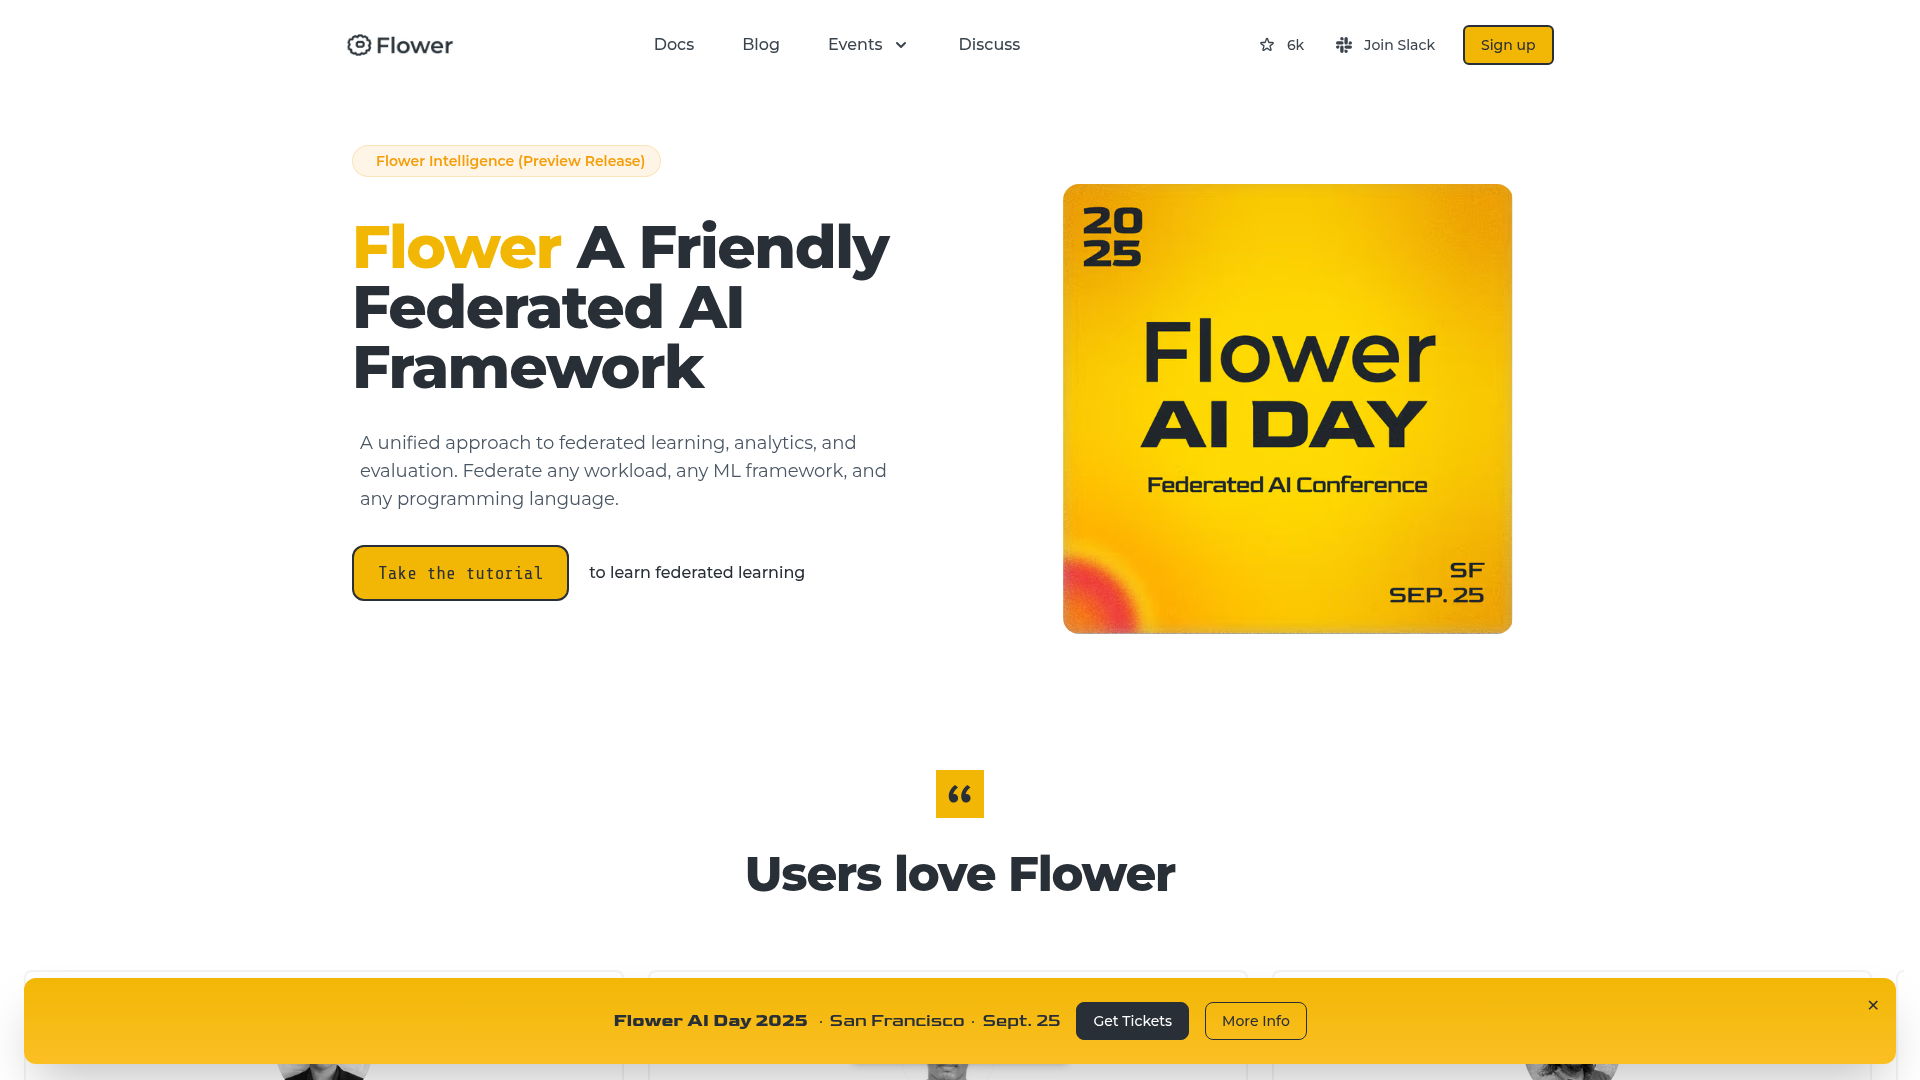 Flower
Docs
Blog
Events
Discuss
6k
Join Slack
Sign up
Flower Intelligence (Preview Release)
Flower A Friendly
Federated AI
Framework
A unified approach to federated learning, analytics, and
evaluation. Federate any workload, any ML framework, and
any programming language.
Take the tutorial
to learn federated learning
20
25
Flower
AI DAY
Federated AI Conference
SF
SEP. 25
“
Users love Flower
Flower AI Day 2025 · San Francisco · Sept. 25
Get Tickets
More Info
×